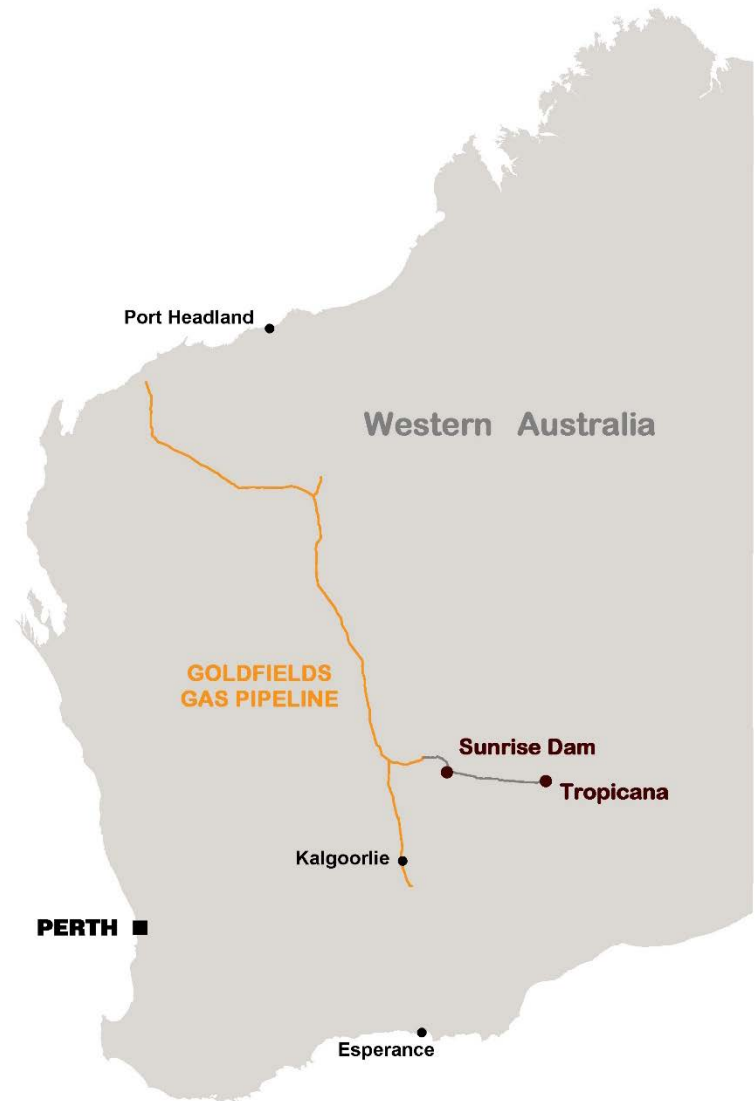 Port Headland
Western Australia
GOLDFIELDS
GAS PIPELINE
Sunrise Dam
Tropicana
Kalgoorlie
PERTH
Esperance